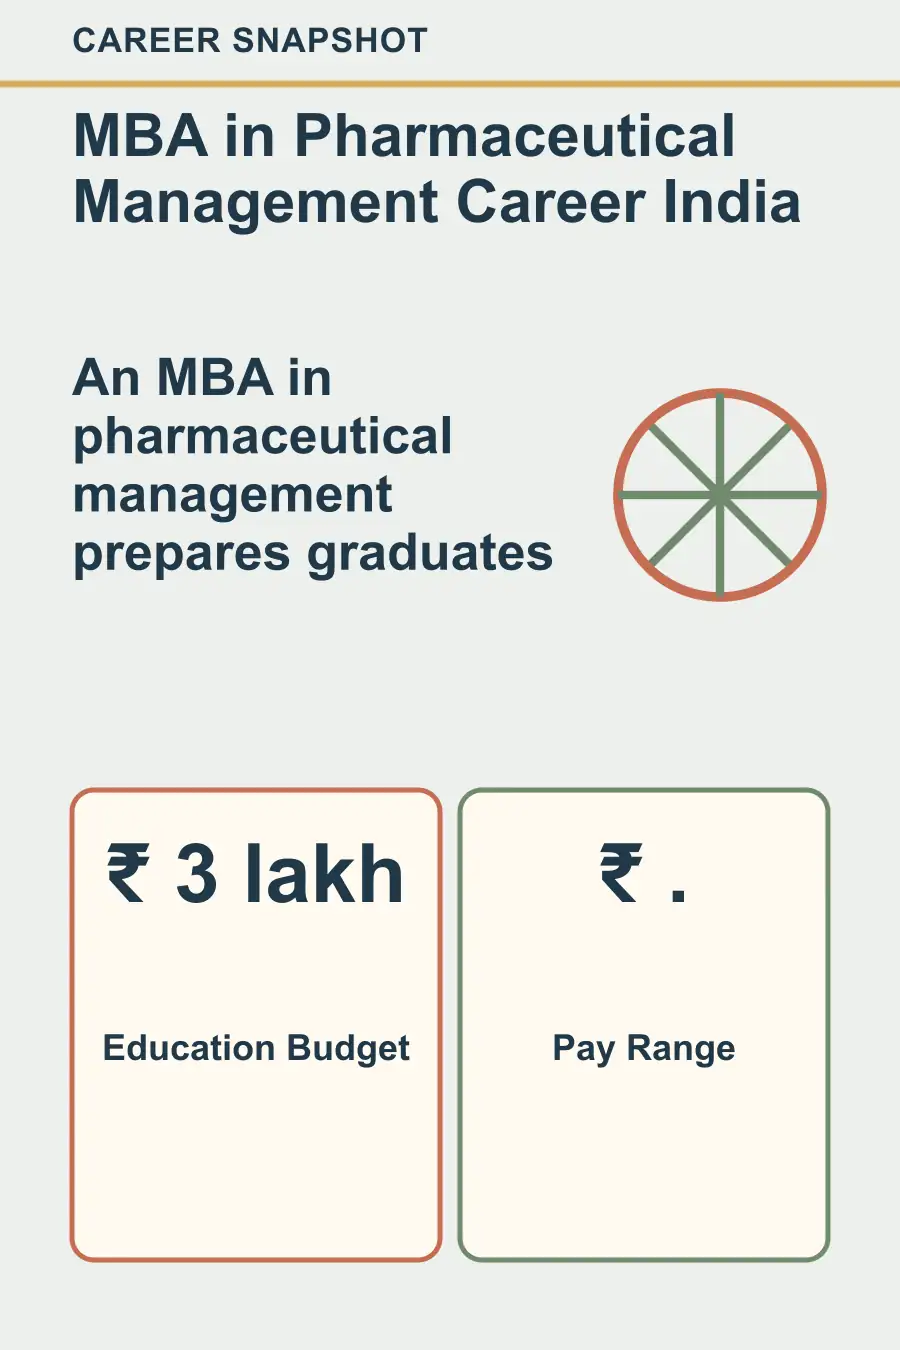 CAREER SNAPSHOT
MBA in Pharmaceutical
Management Career India
An MBA in
pharmaceutical
management
prepares graduates
₹ 3 lakh
Education Budget
₹ .
Pay Range